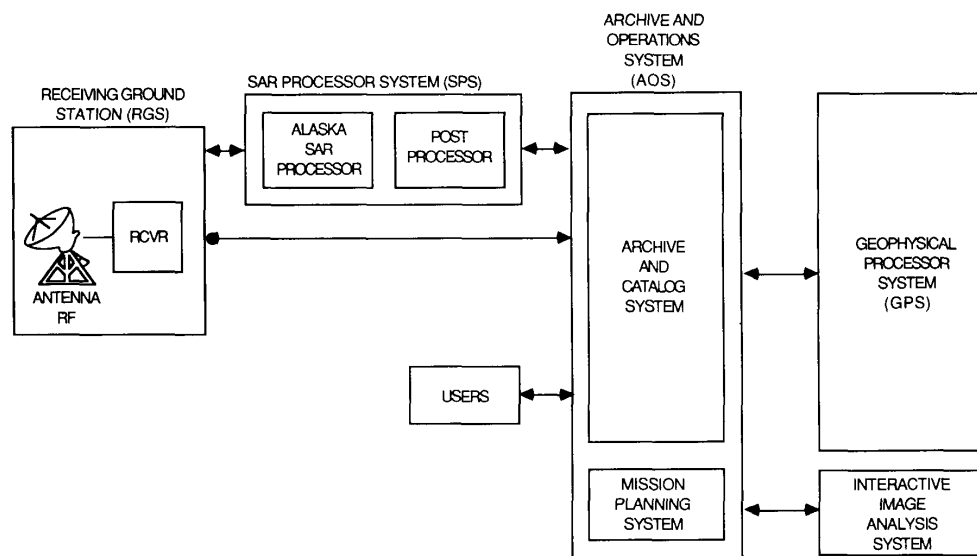 ARCHIVE AND
OPERATIONS
SYSTEM
(AOS)
SAR PROCESSOR SYSTEM (SPS)
RECEIVING GROUND
STATION (RGS)
ALASKA
SAR
PROCESSOR
POST
PROCESSOR
RCVR
ANTENNA
RF
ARCHIVE
AND
CATALOG
SYSTEM
GEOPHYSICAL
PROCESSOR
SYSTEM
(GPS)
USERS
MISSION
PLANNING
SYSTEM
INTERACTIVE
IMAGE
ANALYSIS
SYSTEM